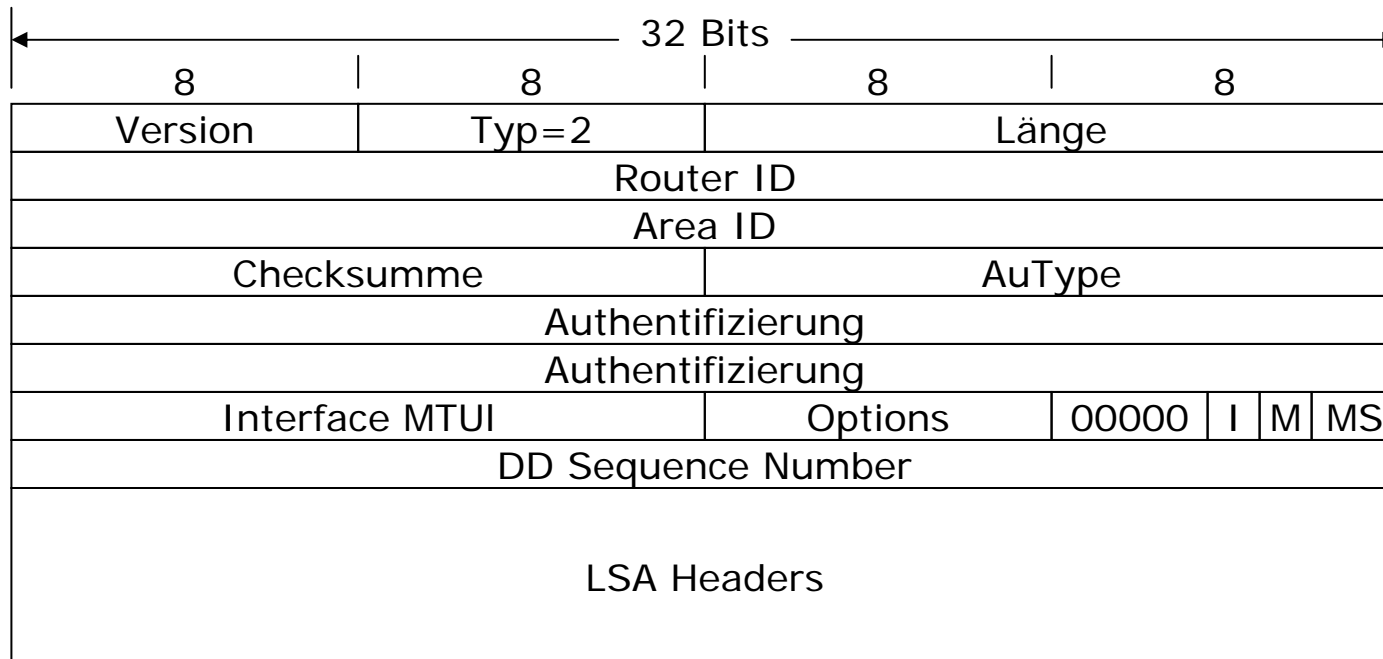 32 Bits
8 8 8 8
Version Typ=2 Länge
Router ID
Area ID
Checksumme AuType
Authentifizierung
Authentifizierung
Interface MTUI Options 00000 I M MS
DD Sequence Number
LSA Headers